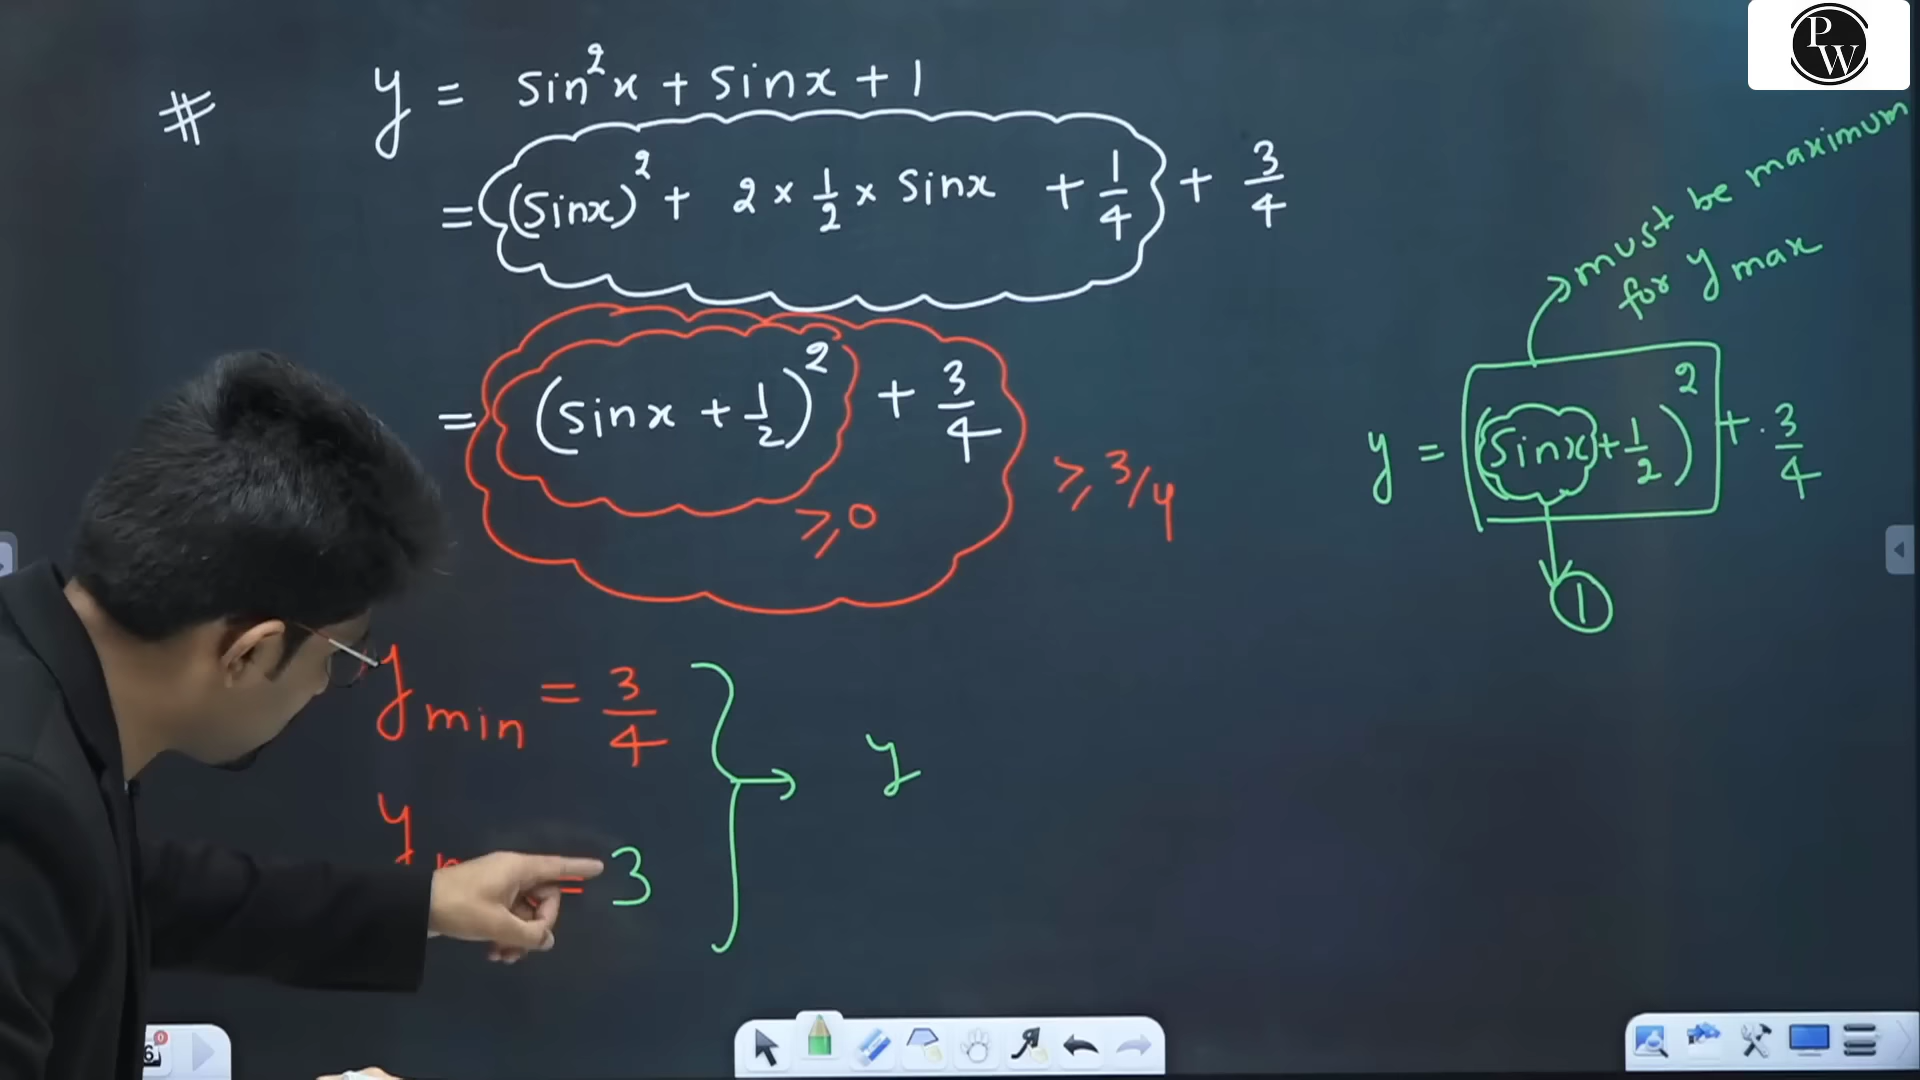 PW
# y = sin²x + sinx + 1
= (sinx)² + 2 × 1/2 × sinx + 1/4 + 3/4
= (sinx + 1/2)² + 3/4
⩾ 0
⩾ 3/4
must be maximum
for y max
y = (sinx + 1/2)² + 3/4
1
y min = 3/4
y = 3
y